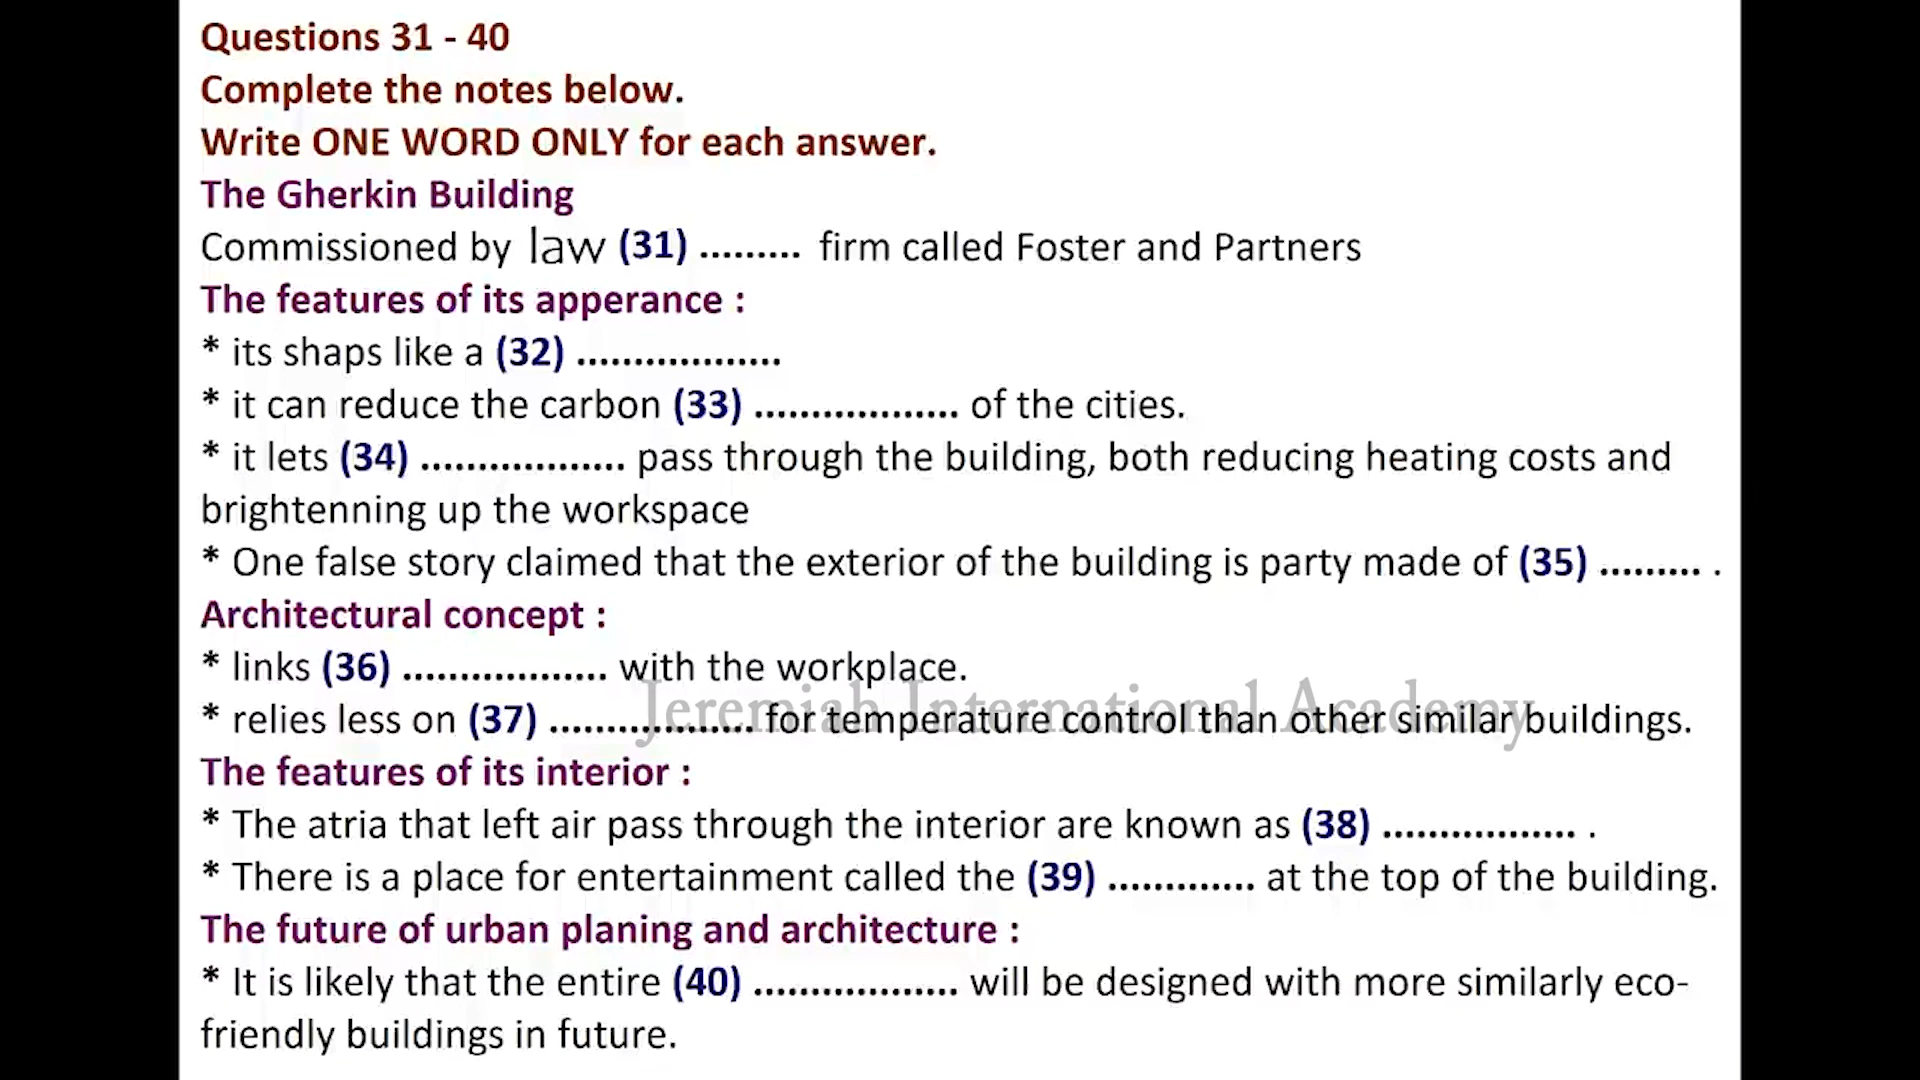 Questions 31 - 40
Complete the notes below.
Write ONE WORD ONLY for each answer.
The Gherkin Building
Commissioned by law (31) ......... firm called Foster and Partners
The features of its apperance :
* its shaps like a (32) ..................
* it can reduce the carbon (33) .................. of the cities.
* it lets (34) .................. pass through the building, both reducing heating costs and
brightenning up the workspace
* One false story claimed that the exterior of the building is party made of (35) ......... .
Architectural concept :
* links (36) .................. with the workplace.
Jeremiah International Academy
* relies less on (37) .................. for temperature control than other similar buildings.
The features of its interior :
* The atria that left air pass through the interior are known as (38) ................. .
* There is a place for entertainment called the (39) ............. at the top of the building.
The future of urban planing and architecture :
* It is likely that the entire (40) .................. will be designed with more similarly eco-
friendly buildings in future.